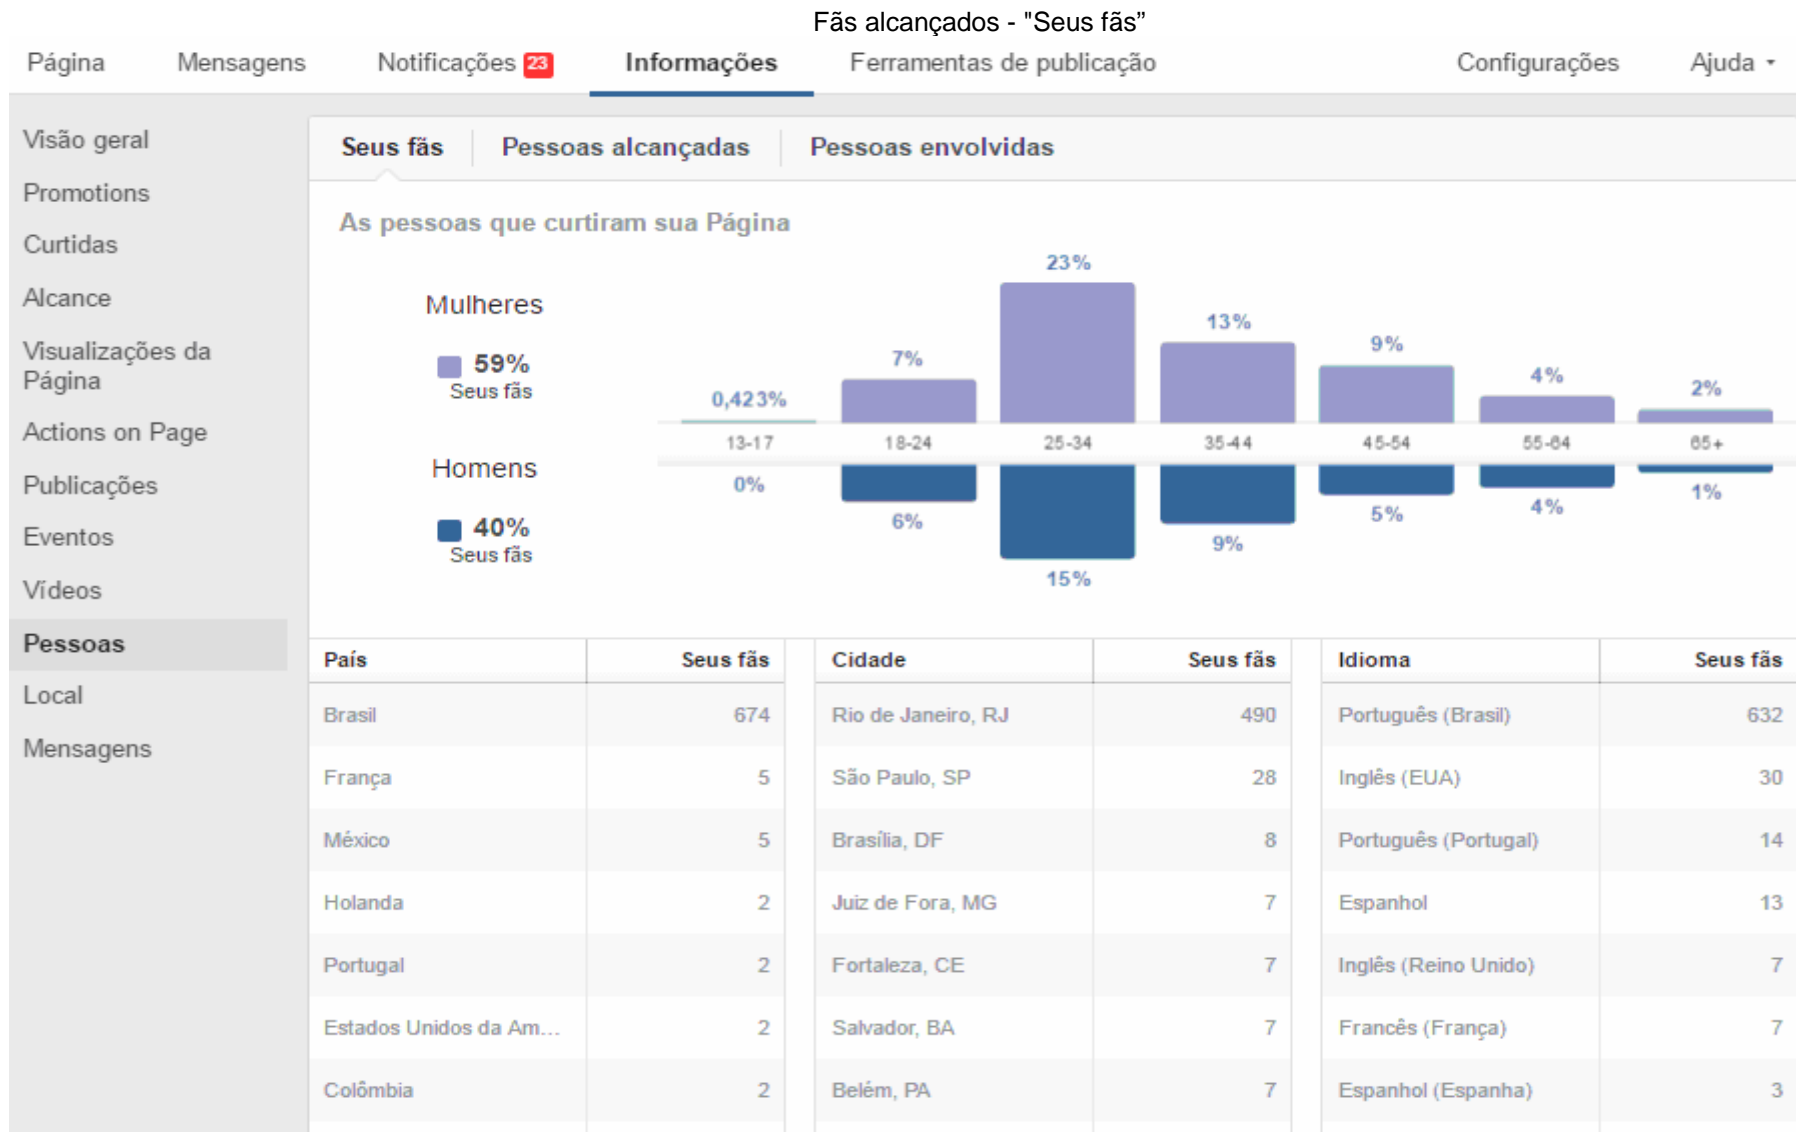 Fãs alcançados - "Seus fãs”
Página Mensagens Notificações 23 Informações Ferramentas de publicação Configurações Ajuda
Visão geral
Promotions
Curtidas
Alcance
Visualizações da
Página
Actions on Page
Publicações
Eventos
Vídeos
Pessoas
Local
Mensagens
Seus fãs Pessoas alcançadas Pessoas envolvidas
As pessoas que curtiram sua Página
Mulheres
59%
Seus fãs
Homens
40%
Seus fãs
0,423% 7% 23% 13% 9% 4% 2%
13-17 18-24 25-34 35-44 45-54 55-64 65+
0% 6% 15% 9% 5% 4% 1%
País Seus fãs Cidade Seus fãs Idioma Seus fãs
Brasil 674 Rio de Janeiro, RJ 490 Português (Brasil) 632
França 5 São Paulo, SP 28 Inglês (EUA) 30
México 5 Brasília, DF 8 Português (Portugal) 14
Holanda 2 Juiz de Fora, MG 7 Espanhol 13
Portugal 2 Fortaleza, CE 7 Inglês (Reino Unido) 7
Estados Unidos da Am... 2 Salvador, BA 7 Francês (França) 7
Colômbia 2 Belém, PA 7 Espanhol (Espanha) 3